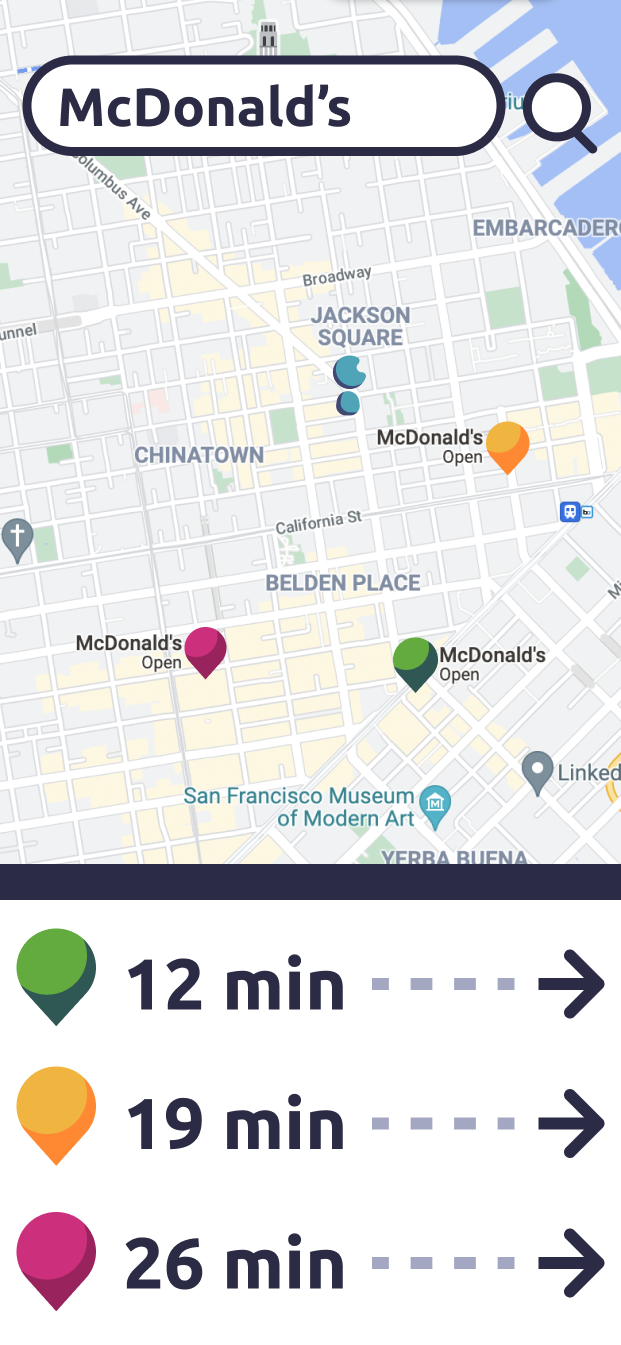 McDonald’s
Columbus Ave
EMBARCADERO
Broadway
JACKSON
SQUARE
McDonald's
Open
CHINATOWN
California St
BELDEN PLACE
McDonald's
Open
McDonald's
Open
Linked
San Francisco Museum
of Modern Art
YERBA BUENA
12 min
19 min
26 min